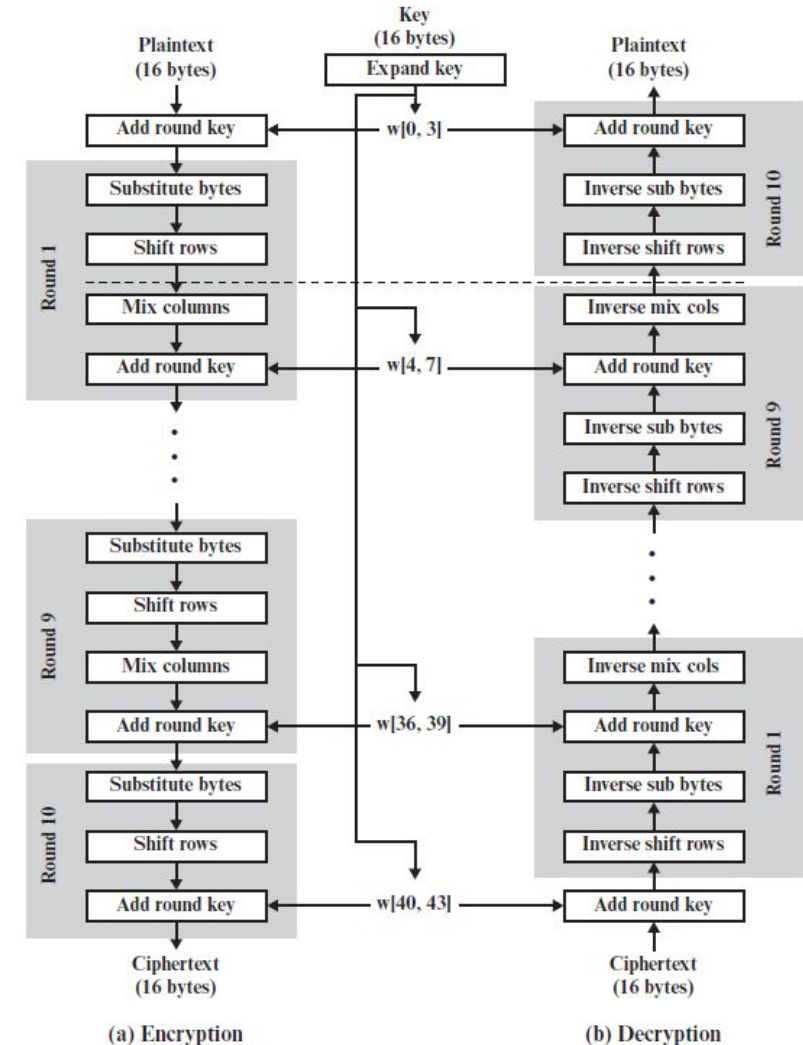 Key
(16 bytes)
Expand key
Plaintext
(16 bytes)
Add round key
Round 1
Substitute bytes
Shift rows
Mix columns
Add round key
Round 9
Substitute bytes
Shift rows
Mix columns
Add round key
Round 10
Substitute bytes
Shift rows
Add round key
Ciphertext
(16 bytes)
(a) Encryption
w[0, 3]
w[4, 7]
w[36, 39]
w[40, 43]
Plaintext
(16 bytes)
Add round key
Inverse sub bytes
Inverse shift rows
Round 10
Inverse mix cols
Add round key
Inverse sub bytes
Inverse shift rows
Round 9
Inverse mix cols
Add round key
Inverse sub bytes
Inverse shift rows
Round 1
Add round key
Ciphertext
(16 bytes)
(b) Decryption